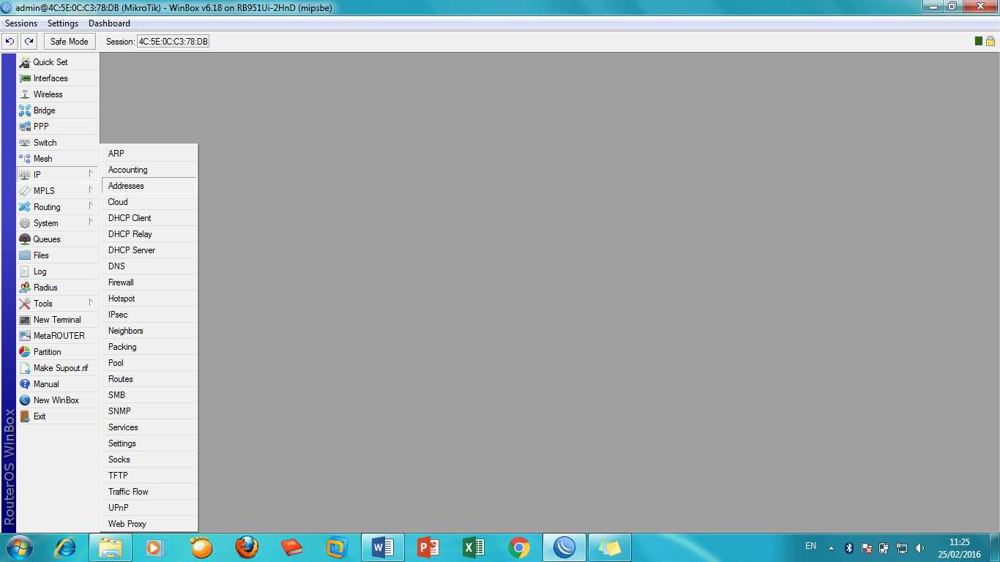 admin@4C:5E:0C:C3:78:DB (MikroTik) - WinBox v6.18 on RB951Ui-2HnD (mipsbe)
Sessions Settings Dashboard
Safe Mode Session: 4C:5E:0C:C3:78:DB
Quick Set
Interfaces
Wireless
Bridge
PPP
Switch
Mesh
IP
MPLS
Routing
System
Queues
Files
Log
Radius
Tools
New Terminal
MetaROUTER
Partition
Make Supout.rif
Manual
New WinBox
Exit
RouterOS WinBox
ARP
Accounting
Addresses
Cloud
DHCP Client
DHCP Relay
DHCP Server
DNS
Firewall
Hotspot
IPsec
Neighbors
Packing
Pool
Routes
SMB
SNMP
Services
Settings
Socks
TFTP
Traffic Flow
UPnP
Web Proxy
EN
11:25
25/02/2016